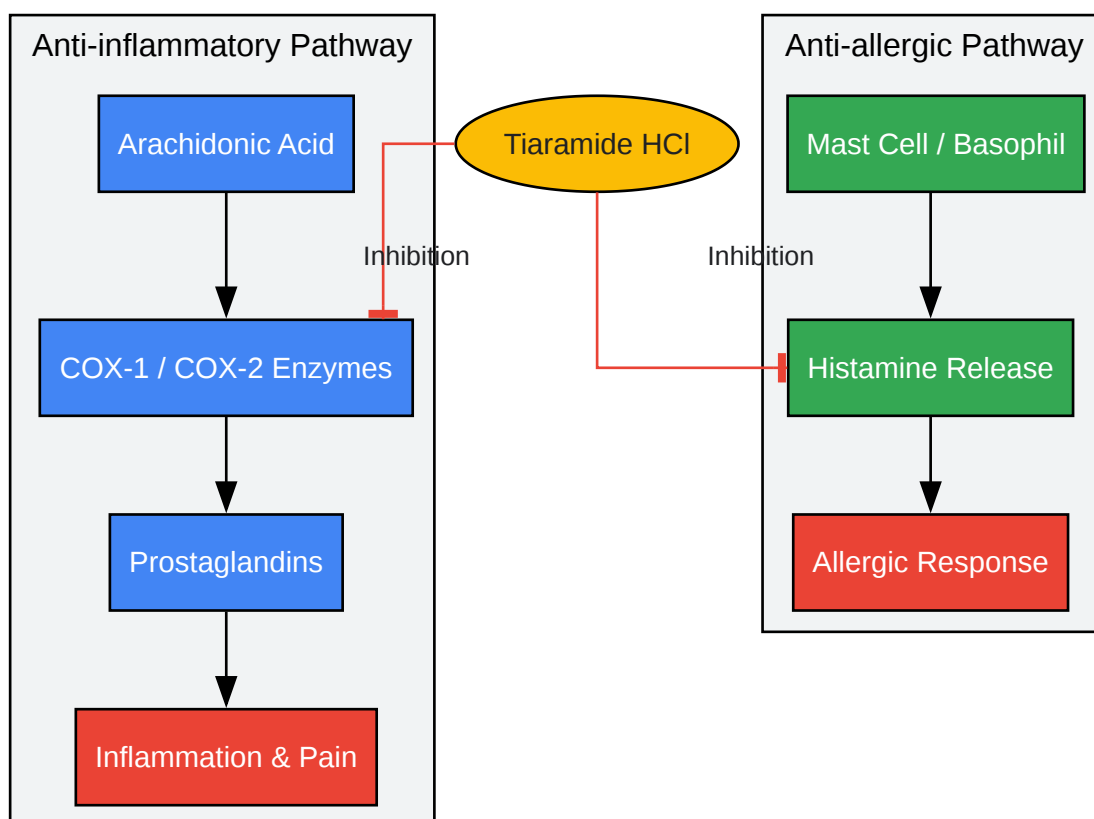 Anti-inflammatory Pathway
Arachidonic Acid
Inhibition
COX-1 / COX-2 Enzymes
Prostaglandins
Inflammation & Pain
Tiaramide HCl
Anti-allergic Pathway
Mast Cell / Basophil
Inhibition
Histamine Release
Allergic Response